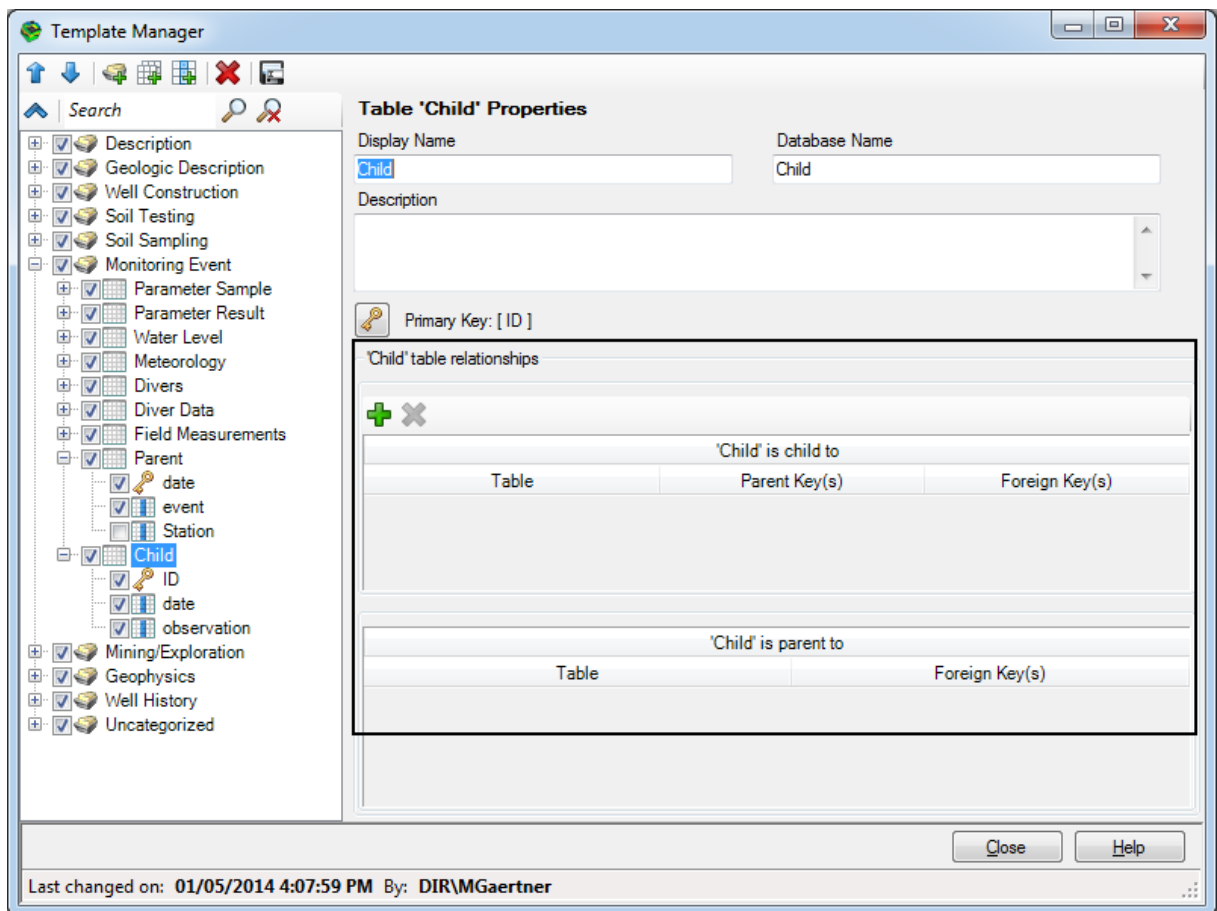 Template Manager
Search
Description
Geologic Description
Well Construction
Soil Testing
Soil Sampling
Monitoring Event
Parameter Sample
Parameter Result
Water Level
Meteorology
Divers
Diver Data
Field Measurements
Parent
date
event
Station
Child
ID
date
observation
Mining/Exploration
Geophysics
Well History
Uncategorized
Table 'Child' Properties
Display Name Database Name
Child Child
Description
Primary Key: [ ID ]
'Child' table relationships
'Child' is child to
Table Parent Key(s) Foreign Key(s)
'Child' is parent to
Table Foreign Key(s)
Close Help
Last changed on: 01/05/2014 4:07:59 PM By: DIR\MGaertner